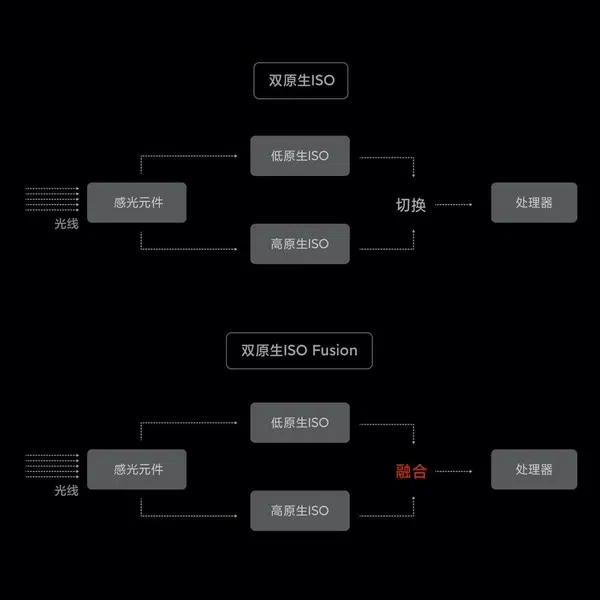 双原生ISO
低原生ISO
感光元件
切换
处理器
光线
高原生ISO
双原生ISO Fusion
低原生ISO
感光元件
融合
处理器
光线
高原生ISO